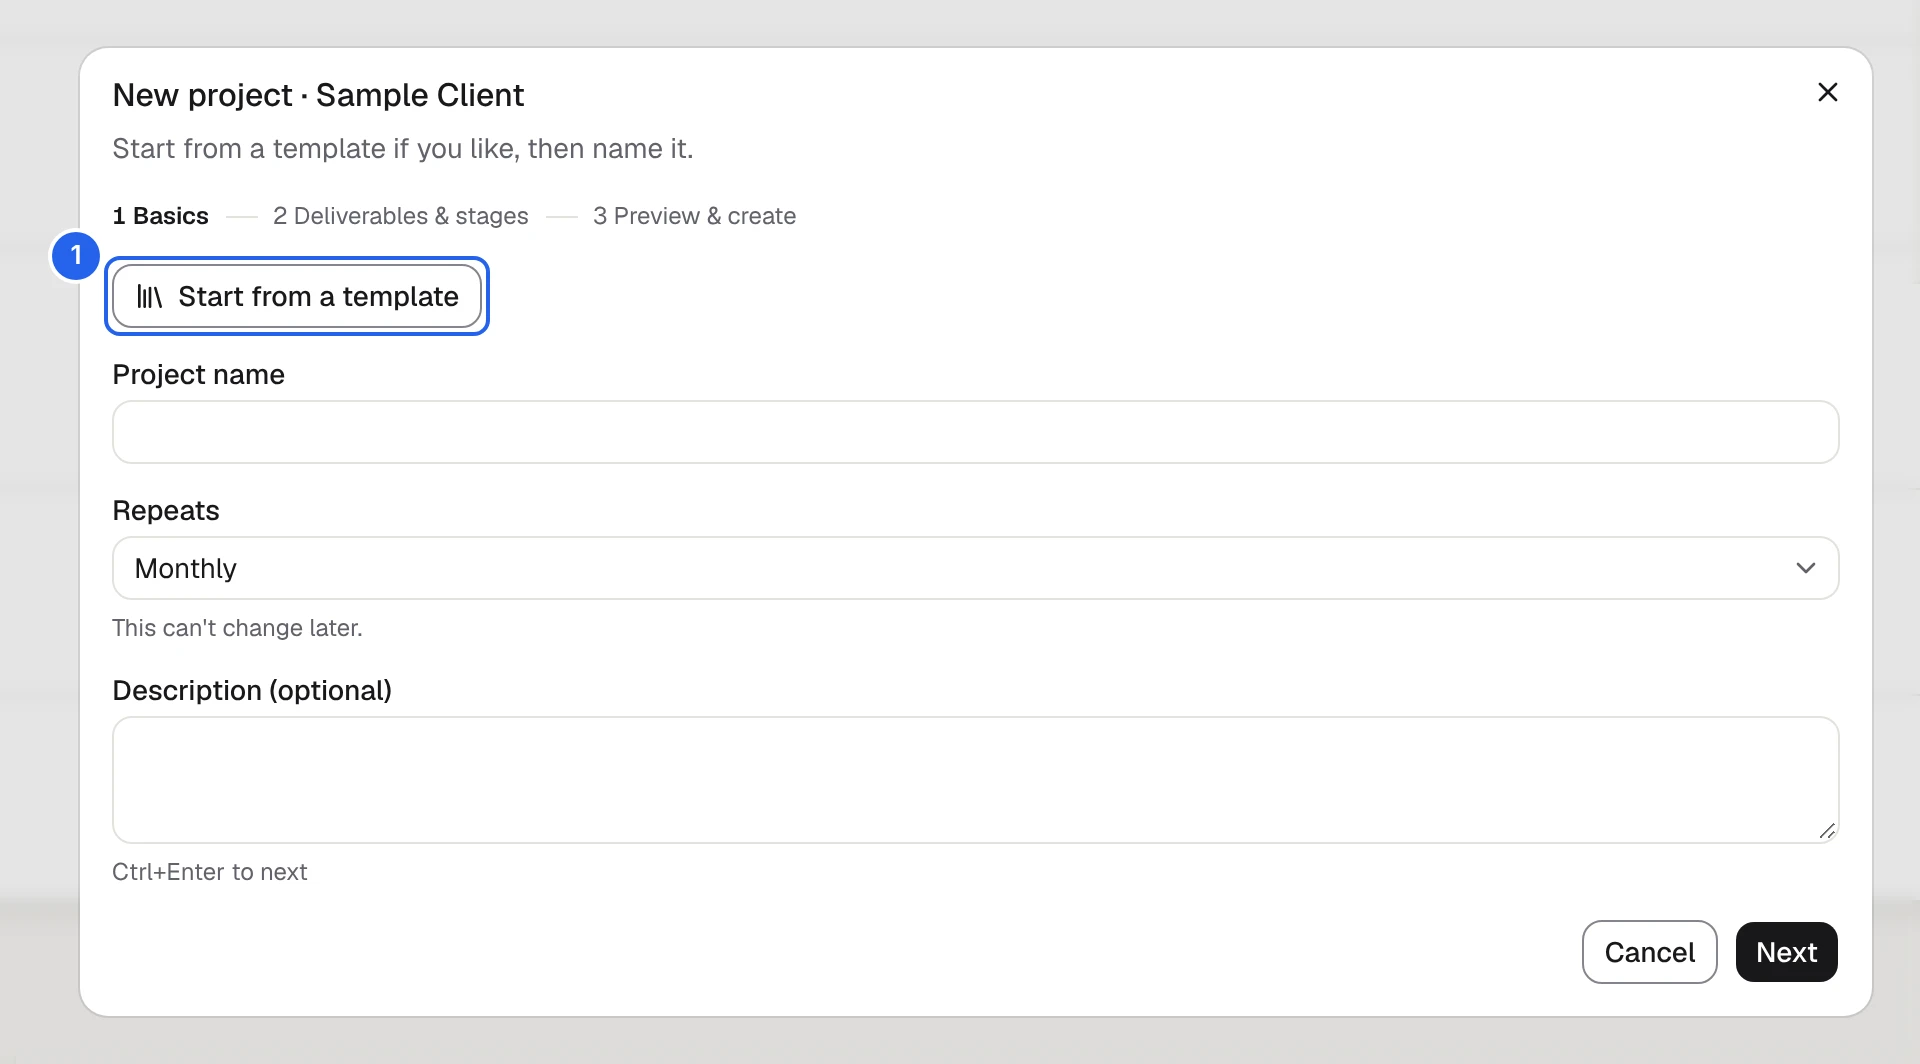 New project · Sample Client
Start from a template if you like, then name it.
1 Basics — 2 Deliverables & stages — 3 Preview & create
1
Start from a template
Project name
Repeats
Monthly
This can't change later.
Description (optional)
Ctrl+Enter to next
Cancel Next